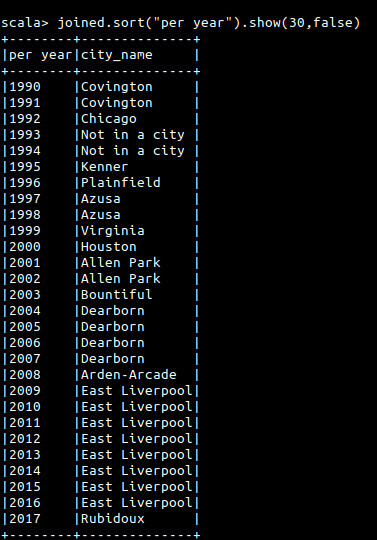 scala> joined.sort("per year").show(30,false)
+--------+--------------+
|per year|city_name     |
+--------+--------------+
|1990    |Covington     |
|1991    |Covington     |
|1992    |Chicago       |
|1993    |Not in a city |
|1994    |Not in a city |
|1995    |Kenner        |
|1996    |Plainfield    |
|1997    |Azusa         |
|1998    |Azusa         |
|1999    |Virginia      |
|2000    |Houston       |
|2001    |Allen Park    |
|2002    |Allen Park    |
|2003    |Bountiful     |
|2004    |Dearborn      |
|2005    |Dearborn      |
|2006    |Dearborn      |
|2007    |Dearborn      |
|2008    |Arden-Arcade  |
|2009    |East Liverpool|
|2010    |East Liverpool|
|2011    |East Liverpool|
|2012    |East Liverpool|
|2013    |East Liverpool|
|2014    |East Liverpool|
|2015    |East Liverpool|
|2016    |East Liverpool|
|2017    |Rubidoux      |
+--------+--------------+